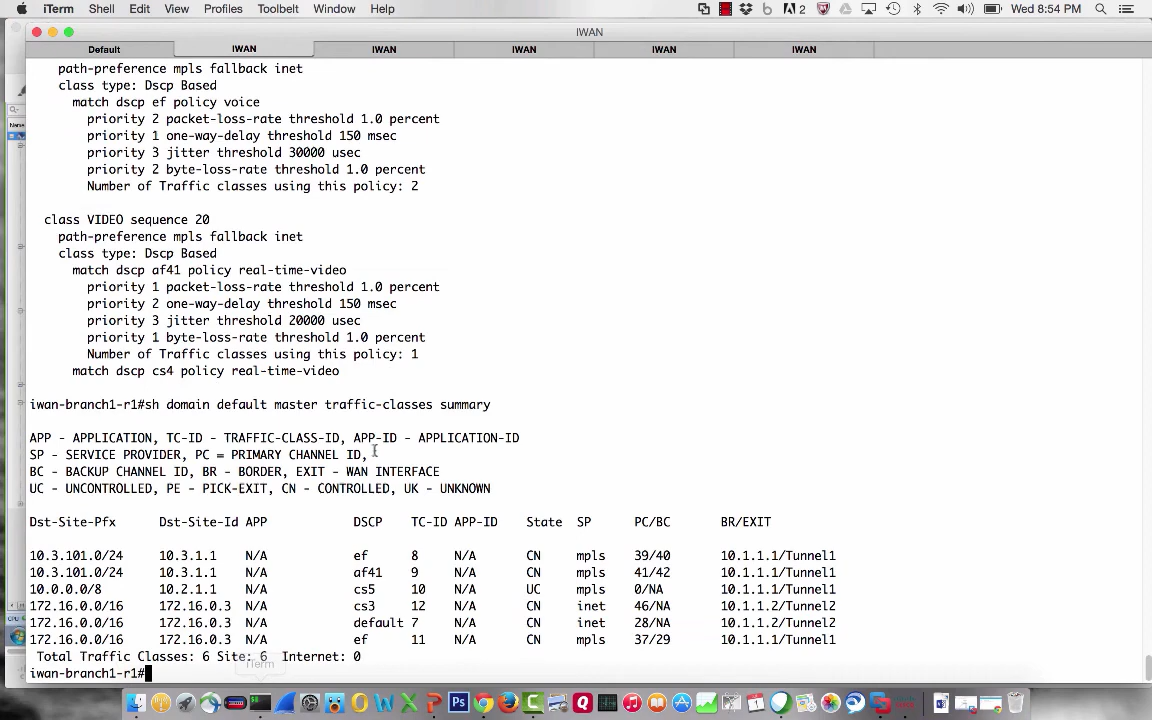 iTerm Shell Edit View Profiles Toolbelt Window Help 2 Wed 8:54 PM
IWAN
Default IWAN IWAN IWAN IWAN IWAN
path-preference mpls fallback inet
class type: Dscp Based
match dscp ef policy voice
priority 2 packet-loss-rate threshold 1.0 percent
priority 1 one-way-delay threshold 150 msec
priority 3 jitter threshold 30000 usec
priority 2 byte-loss-rate threshold 1.0 percent
Number of Traffic classes using this policy: 2
class VIDEO sequence 20
path-preference mpls fallback inet
class type: Dscp Based
match dscp af41 policy real-time-video
priority 1 packet-loss-rate threshold 1.0 percent
priority 2 one-way-delay threshold 150 msec
priority 3 jitter threshold 20000 usec
priority 1 byte-loss-rate threshold 1.0 percent
Number of Traffic classes using this policy: 1
match dscp cs4 policy real-time-video
iwan-branch1-r1#sh domain default master traffic-classes summary
APP - APPLICATION, TC-ID - TRAFFIC-CLASS-ID, APP-ID - APPLICATION-ID
SP - SERVICE PROVIDER, PC = PRIMARY CHANNEL ID,
BC - BACKUP CHANNEL ID, BR - BORDER, EXIT - WAN INTERFACE
UC - UNCONTROLLED, PE - PICK-EXIT, CN - CONTROLLED, UK - UNKNOWN
Dst-Site-Pfx Dst-Site-Id APP DSCP TC-ID APP-ID State SP PC/BC BR/EXIT
10.3.101.0/24 10.3.1.1 N/A ef 8 N/A CN mpls 39/40 10.1.1.1/Tunnel1
10.3.101.0/24 10.3.1.1 N/A af41 9 N/A CN mpls 41/42 10.1.1.1/Tunnel1
10.0.0.0/8 10.2.1.1 N/A cs5 10 N/A UC mpls 0/NA 10.1.1.1/Tunnel1
172.16.0.0/16 172.16.0.3 N/A cs3 12 N/A CN inet 46/NA 10.1.1.2/Tunnel2
172.16.0.0/16 172.16.0.3 N/A default 7 N/A CN inet 28/NA 10.1.1.2/Tunnel2
172.16.0.0/16 172.16.0.3 N/A ef 11 N/A CN mpls 37/29 10.1.1.1/Tunnel1
Total Traffic Classes: 6 Site: 6 Internet: 0
iTerm
iwan-branch1-r1#